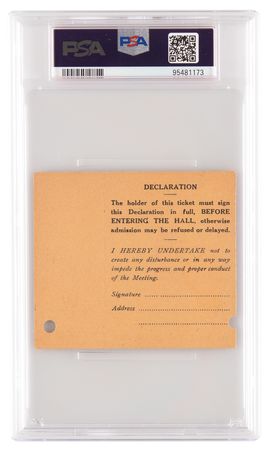 PSA
PSA
95481173
DECLARATION
The holder of this ticket must sign
this Declaration in full, BEFORE
ENTERING THE HALL, otherwise
admission may be refused or delayed.
I HEREBY UNDERTAKE not to
create any disturbance or in any way
impede the progress and proper conduct
of the Meeting.
Signature
Address